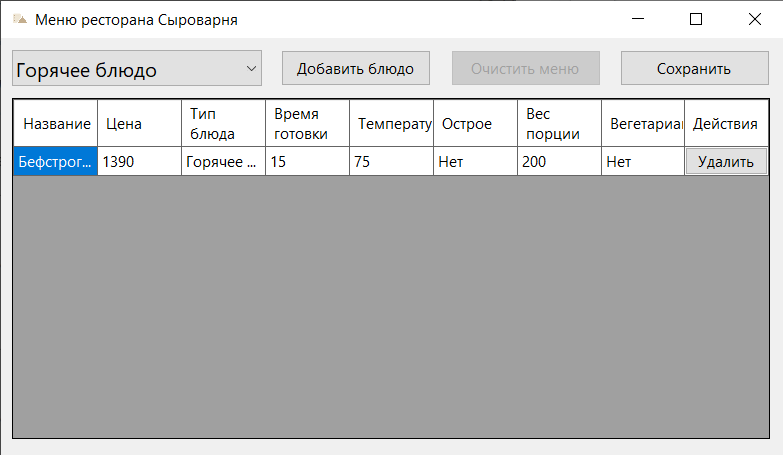 Меню ресторана Сыроварня
Горячее блюдо
Добавить блюдо
Очистить меню
Сохранить
Название
Цена
Тип
блюда
Время
готовки
Температу
Острое
Вес
порции
Вегетариан
Действия
Бефстрог...
1390
Горячее ...
15
75
Нет
200
Нет
Удалить